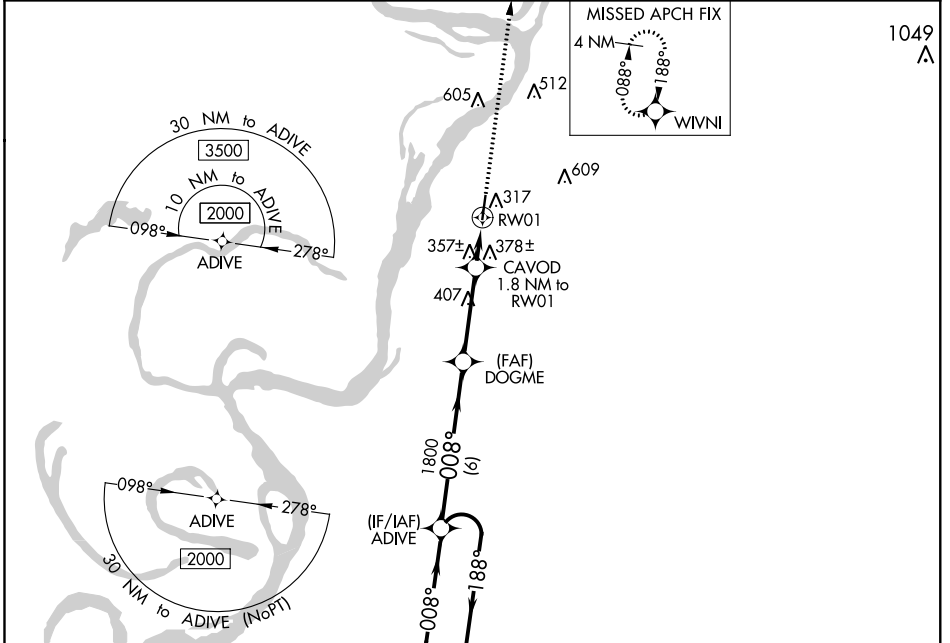 MISSED APCH FIX
4 NM
088°
188°
WIVNI
1049
605
512
609
317
RW01
357±
378±
CAVOD
1.8 NM to
RW01
407
(FAF)
DOGME
1800
008°
(6)
(IF/IAF)
ADIVE
188°
008°
30 NM to ADIVE
3500
10 NM to ADIVE
2000
098°
278°
ADIVE
098°
278°
ADIVE
2000
30 NM to ADIVE (NoPT)